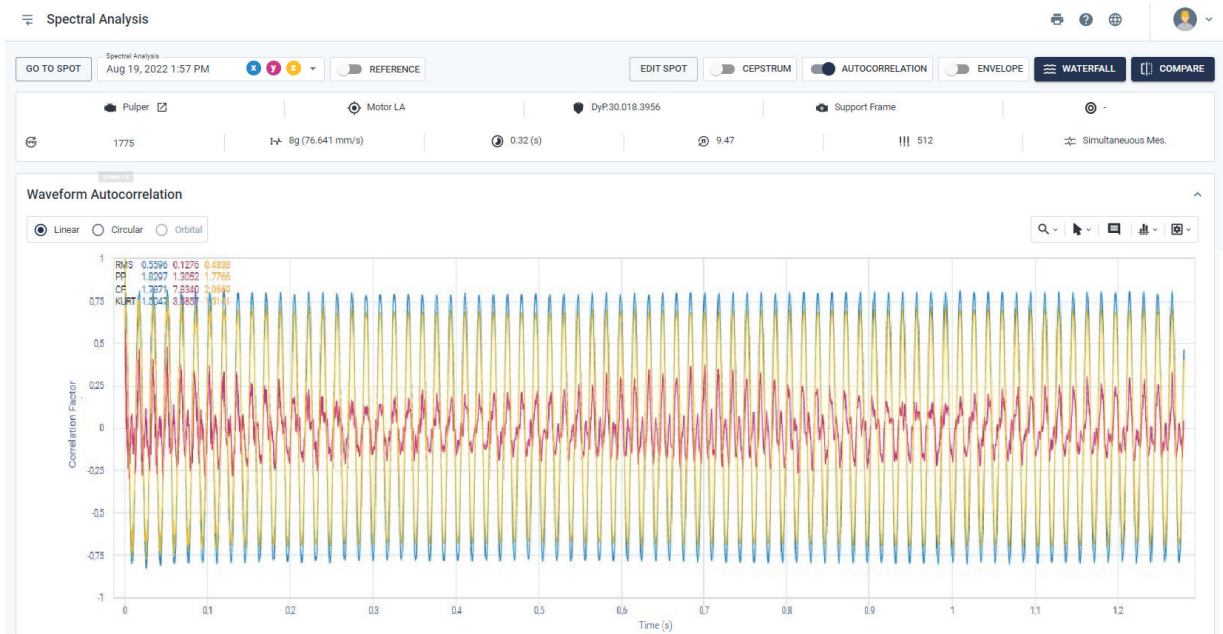 Spectral Analysis
Spectral Analysis
GO TO SPOT Aug 19, 2022 1:57 PM x y z REFERENCE EDIT SPOT CEPSTRUM AUTOCORRELATION ENVELOPE WATERFALL COMPARE
Pulper Motor LA DyP.30.018.3956 Support Frame -
1775 8g (76.641 mm/s) 0.32 (s) 9.47 512 Simultaneuous Mes.
Waveform Autocorrelation
Linear Circular Orbital
RMS 0.5596 0.1276 0.4838
PP 1.8297 1.3052 1.7766
CF 1.7871 7.8340 2.0669
KURT 1.5047
1
0,75
0,5
0,25
0
-0,25
-0,5
-0,75
-1
Correlation Factor
0 0,1 0,2 0,3 0,4 0,5 0,6 0,7 0,8 0,9 1 1,1 1,2
Time (s)